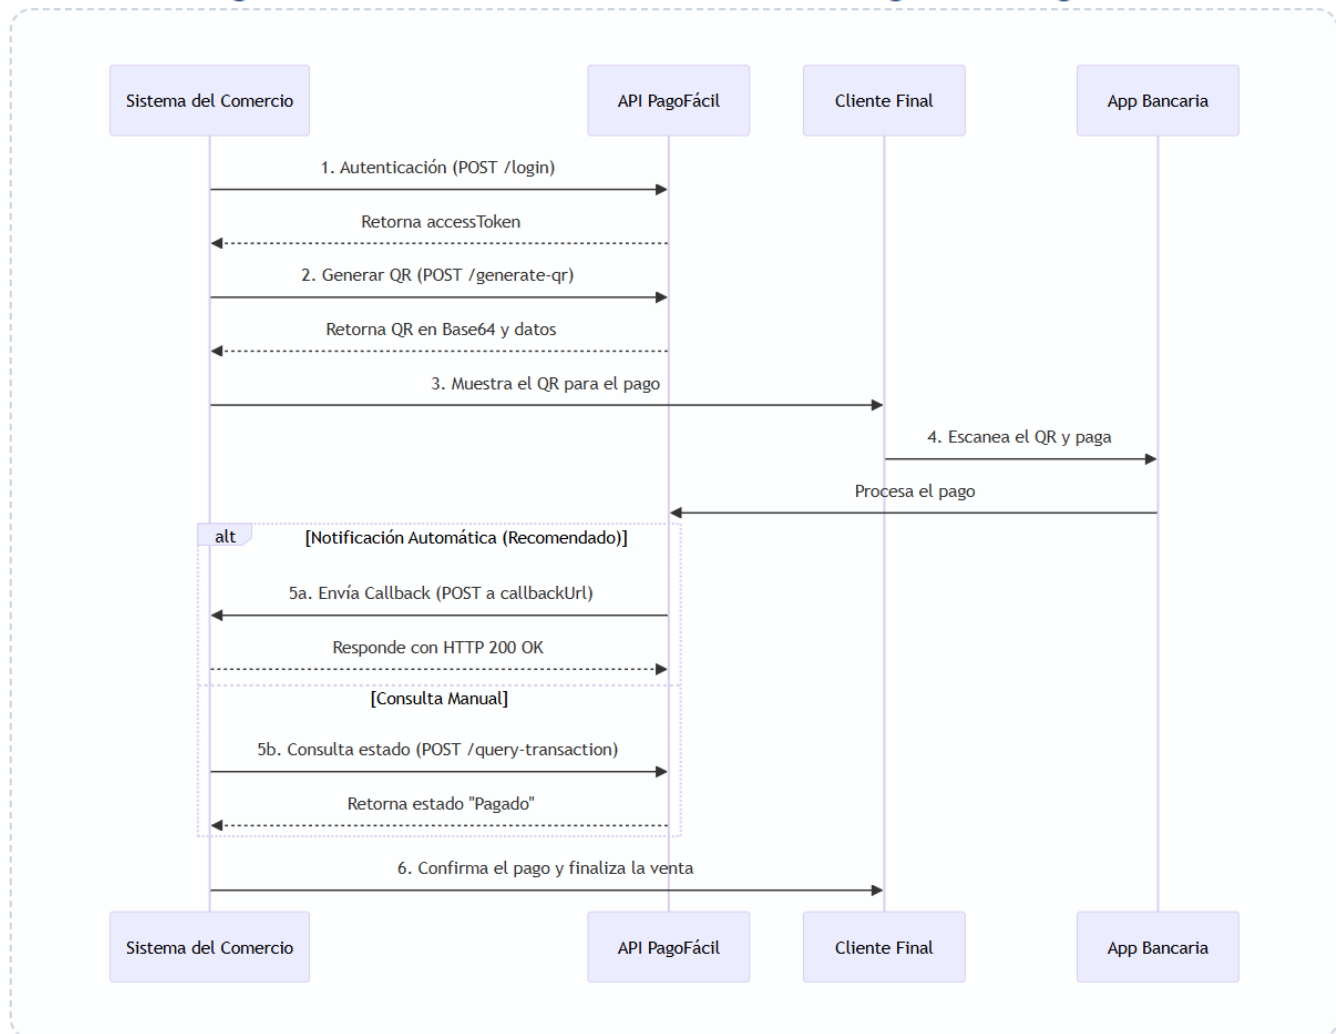 Sistema del Comercio
API PagoFácil
Cliente Final
App Bancaria
1. Autenticación (POST /login)
Retorna accessToken
2. Generar QR (POST /generate-qr)
Retorna QR en Base64 y datos
3. Muestra el QR para el pago
4. Escanea el QR y paga
Procesa el pago
alt
[Notificación Automática (Recomendado)]
5a. Envía Callback (POST a callbackUrl)
Responde con HTTP 200 OK
[Consulta Manual]
5b. Consulta estado (POST /query-transaction)
Retorna estado "Pagado"
6. Confirma el pago y finaliza la venta
Sistema del Comercio
API PagoFácil
Cliente Final
App Bancaria